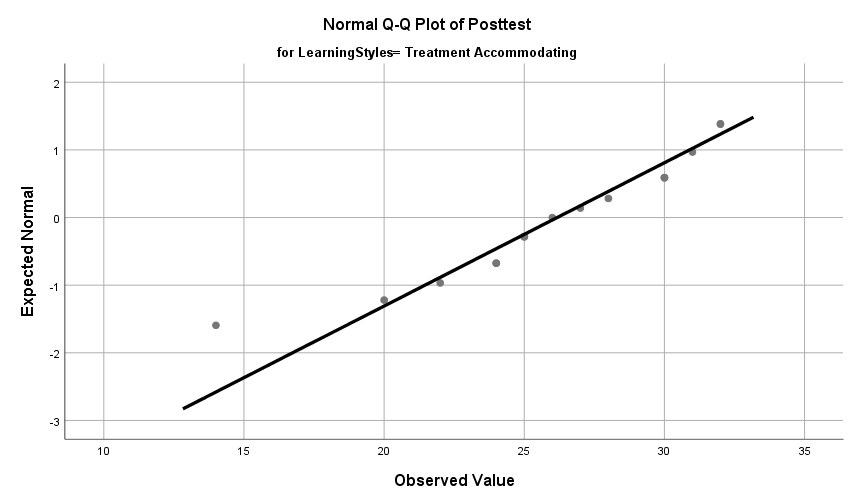 Normal Q-Q Plot of Posttest
for LearningStyles= Treatment Accommodating
2
1
0
-1
-2
-3
Expected Normal
10 15 20 25 30 35
Observed Value